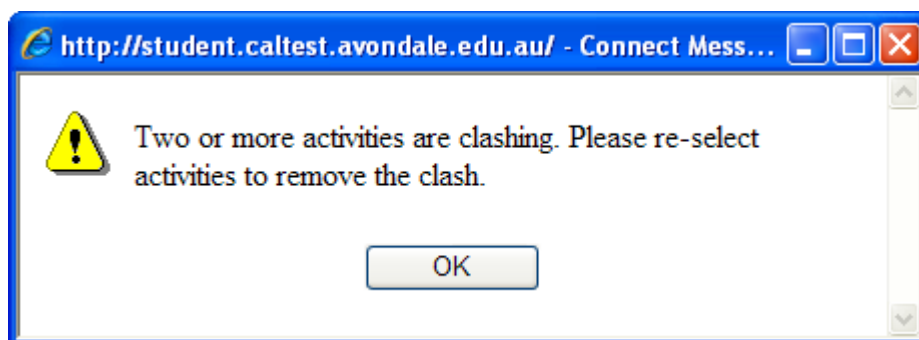 http://student.caltest.avondale.edu.au/ - Connect Mess...
Two or more activities are clashing. Please re-select
activities to remove the clash.
OK